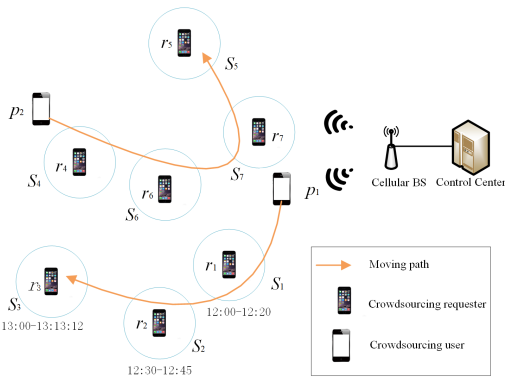 r5
S5
p2
r7
r4
S4
r6
S6
S7
p1
Cellular BS
Control Center
r1
S1
r3
S3
13:00-13:13:12
12:00-12:20
r2
S2
12:30-12:45
Moving path
Crowdsourcing requester
Crowdsourcing user